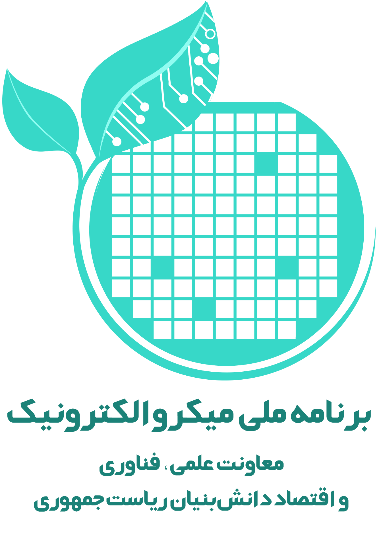 برنامه ملی میکروالکترونیک
معاونت علمی، فناوری
و اقتصاد دانش‌بنیان ریاست‌جمهوری